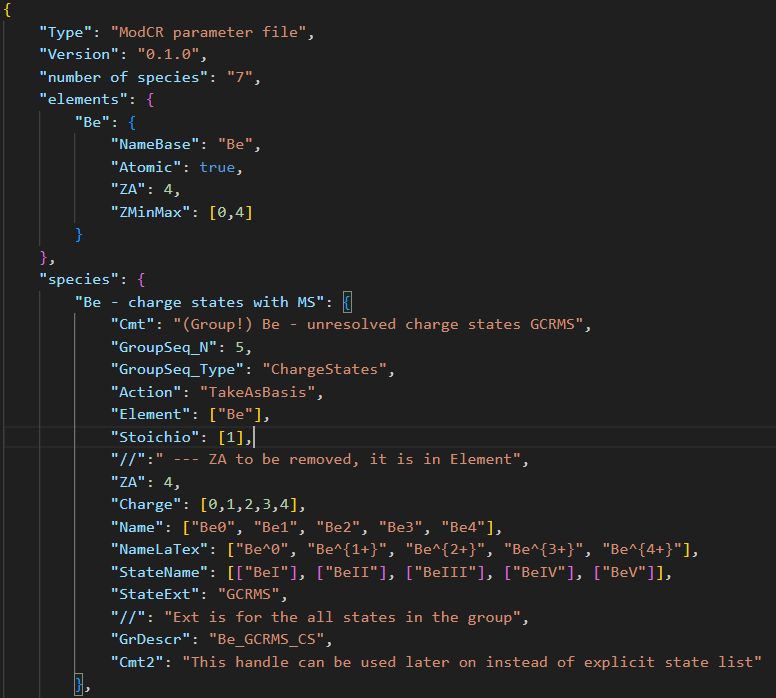 {
"Type": "ModCR parameter file",
"Version": "0.1.0",
"number of species": "7",
"elements": {
"Be": {
"NameBase": "Be",
"Atomic": true,
"ZA": 4,
"ZMinMax": [0,4]
}
},
"species": {
"Be - charge states with MS": {
"Cmt": "(Group!) Be - unresolved charge states GCRMS",
"GroupSeq_N": 5,
"GroupSeq_Type": "ChargeStates",
"Action": "TakeAsBasis",
"Element": ["Be"],
"Stoichio": [1],
"//":" --- ZA to be removed, it is in Element",
"ZA": 4,
"Charge": [0,1,2,3,4],
"Name": ["Be0", "Be1", "Be2", "Be3", "Be4"],
"NameLaTex": ["Be^0", "Be^{1+}", "Be^{2+}", "Be^{3+}", "Be^{4+}"],
"StateName": [["BeI"], ["BeII"], ["BeIII"], ["BeIV"], ["BeV"]],
"StateExt": "GCRMS",
"//": "Ext is for the all states in the group",
"GrDescr": "Be_GCRMS_CS",
"Cmt2": "This handle can be used later on instead of explicit state list"
},